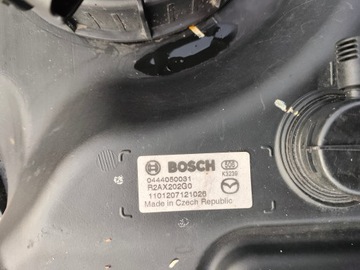 BOSCH
0444050031
R2AX202G0
1101207121026
Made in Czech Republic